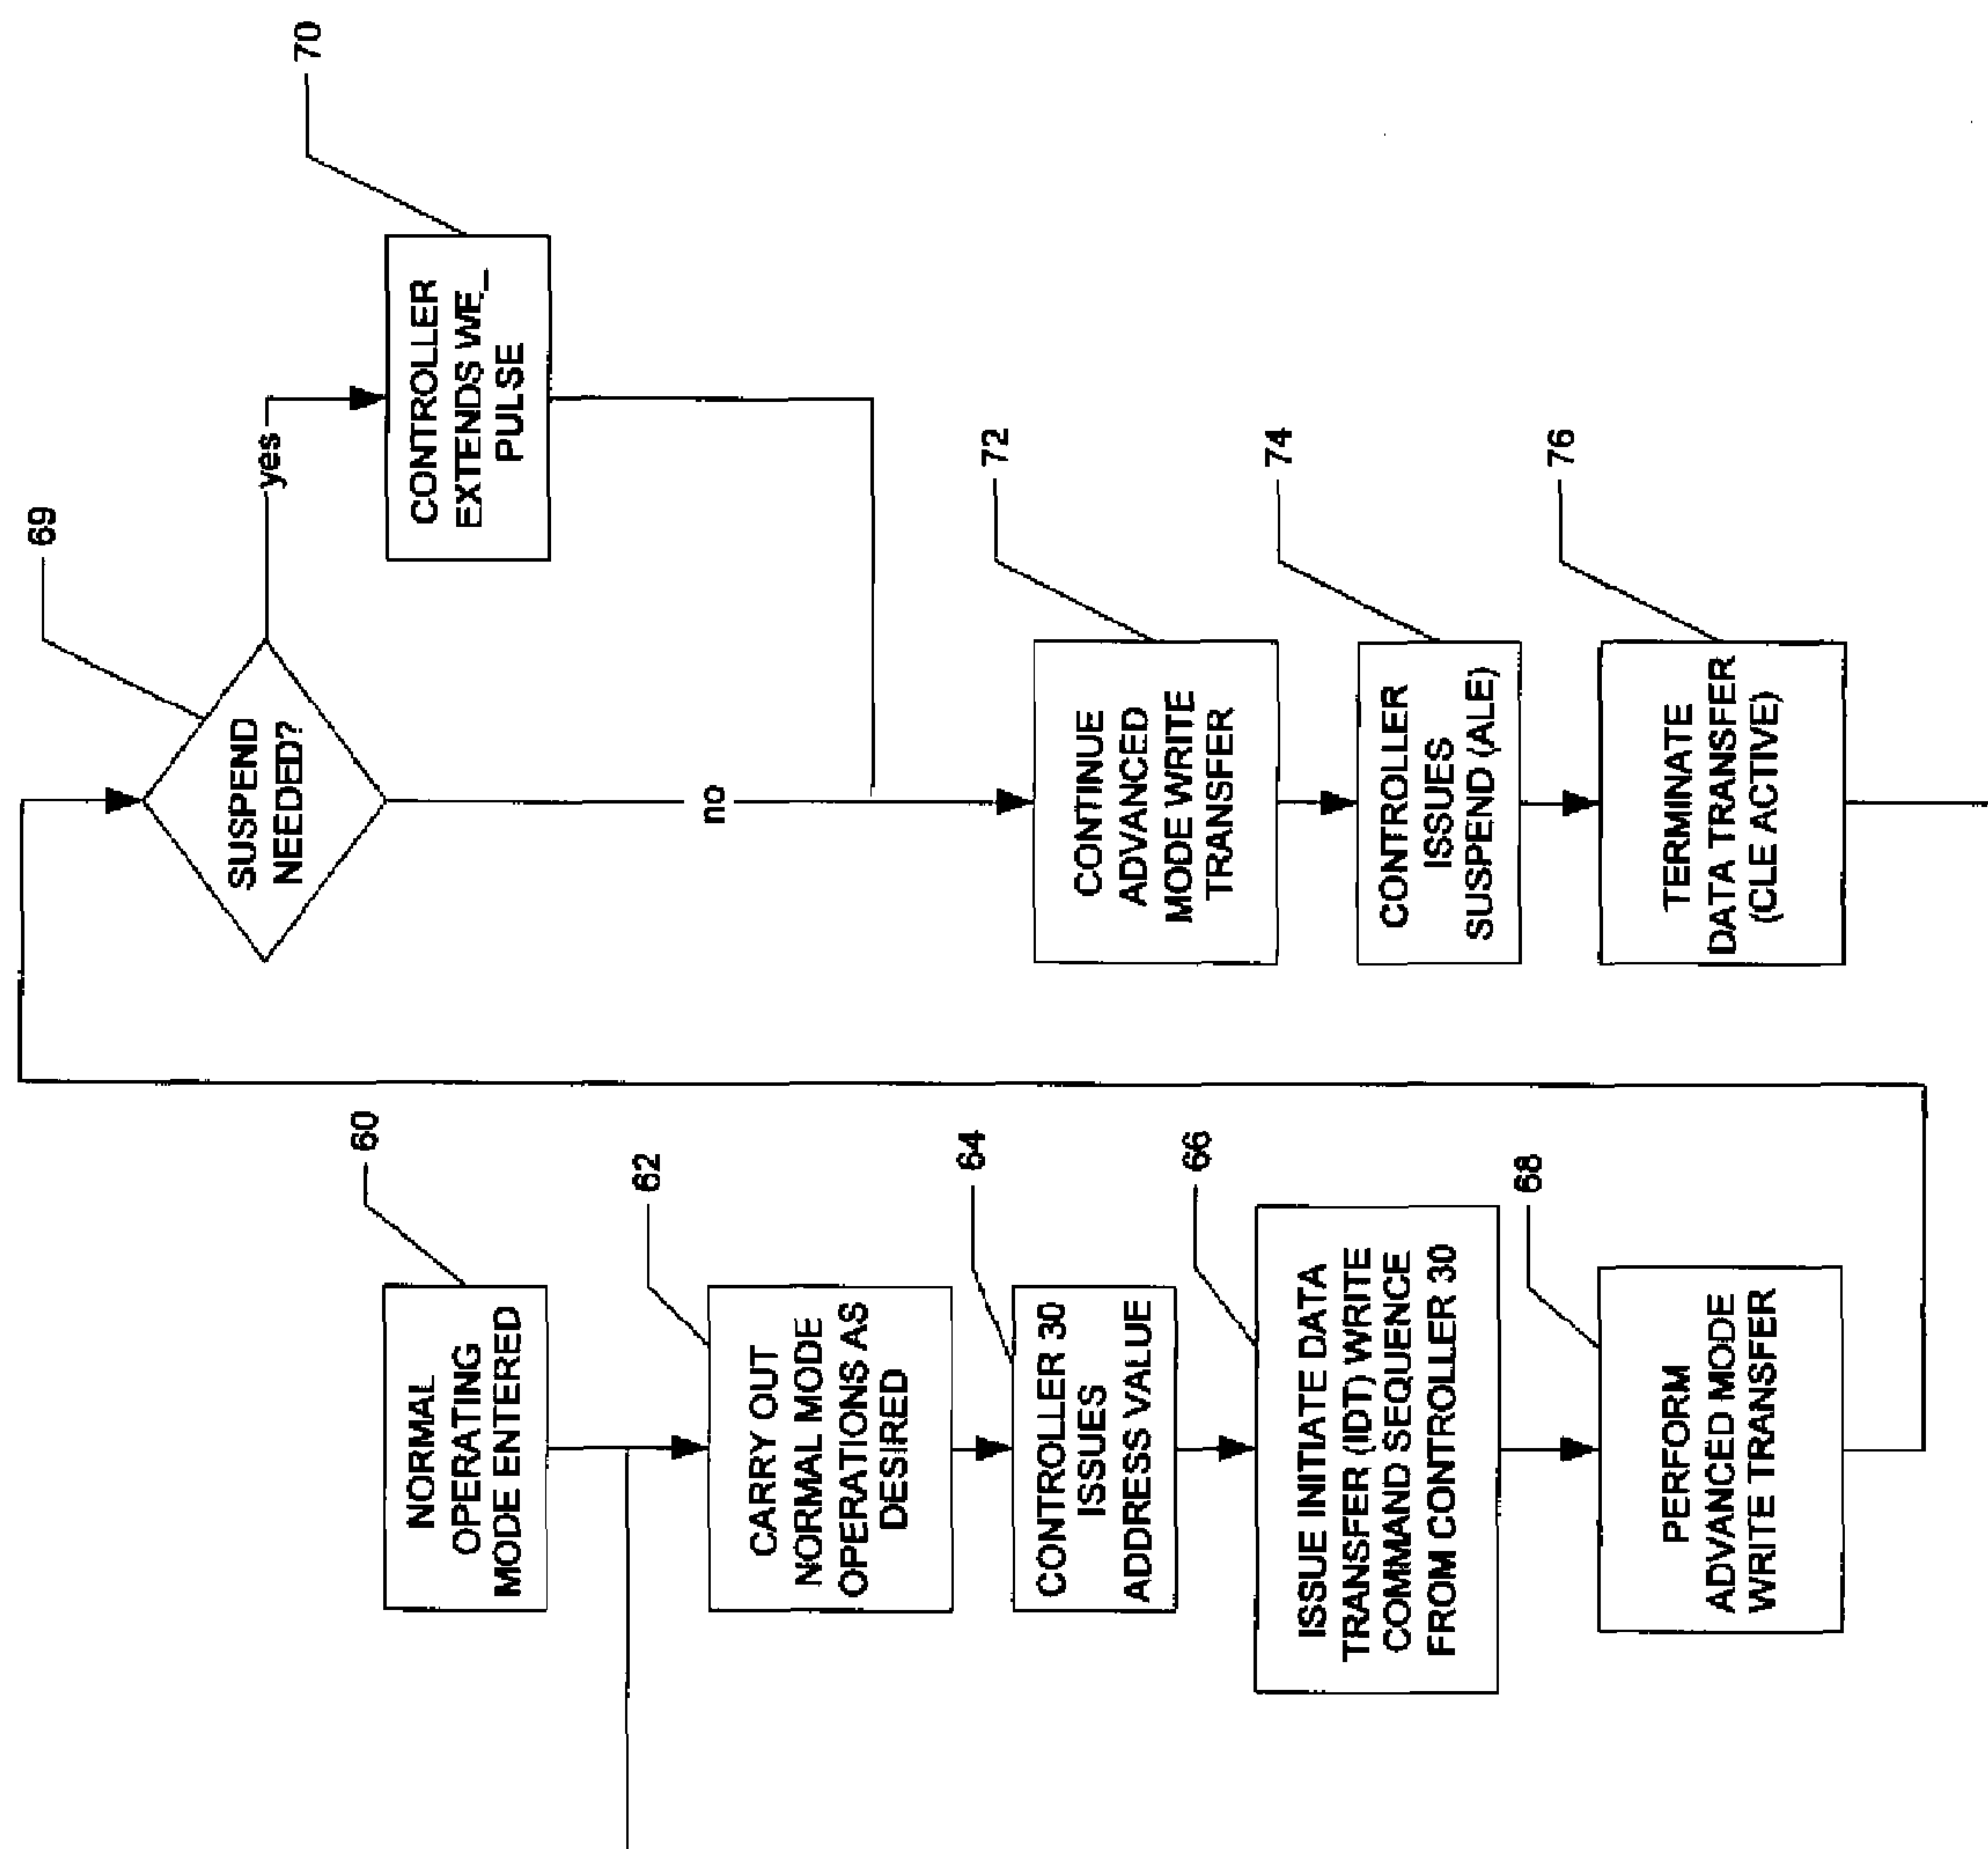 60
NORMAL
OPERATING
MODE ENTERED
62
CARRY OUT
NORMAL MODE
OPERATIONS AS
DESIRED
64
CONTROLLER 30
ISSUES
ADDRESS VALUE
66
ISSUE INITIATE DATA
TRANSFER (IDT) WRITE
COMMAND SEQUENCE
FROM CONTROLLER 30
68
PERFORM
ADVANCED MODE
WRITE TRANSFER
69
SUSPEND
NEEDED?
yes
70
CONTROLLER
EXTENDS WE_
PULSE
no
72
CONTINUE
ADVANCED
MODE WRITE
TRANSFER
74
CONTROLLER
ISSUES
SUSPEND (ALE)
76
TERMINATE
DATA TRANSFER
(CLE ACTIVE)